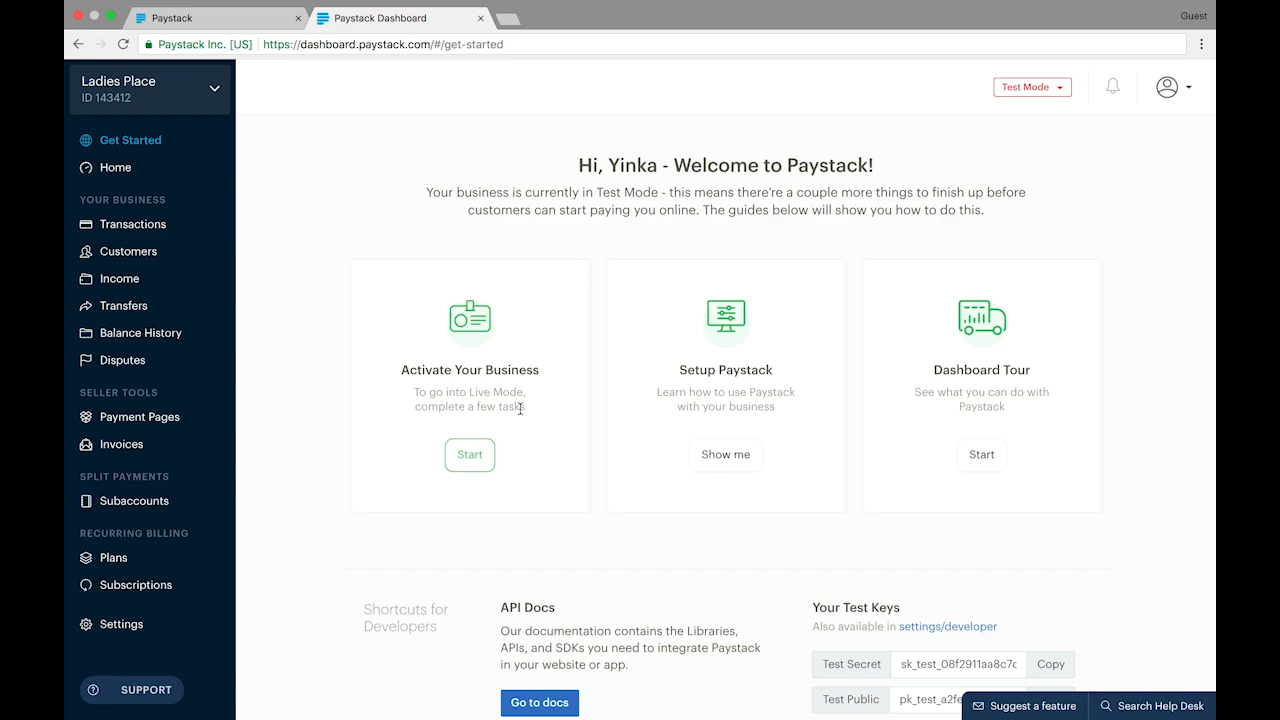 Paystack
Paystack Dashboard
Guest
Paystack Inc. [US]
https://dashboard.paystack.com/#/get-started
Ladies Place
ID 143412
Get Started
Home
YOUR BUSINESS
Transactions
Customers
Income
Transfers
Balance History
Disputes
SELLER TOOLS
Payment Pages
Invoices
SPLIT PAYMENTS
Subaccounts
RECURRING BILLING
Plans
Subscriptions
Settings
SUPPORT
Test Mode
Hi, Yinka - Welcome to Paystack!
Your business is currently in Test Mode - this means there're a couple more things to finish up before
customers can start paying you online. The guides below will show you how to do this.
Activate Your Business
To go into Live Mode,
complete a few tasks
Start
Setup Paystack
Learn how to use Paystack
with your business
Show me
Dashboard Tour
See what you can do with
Paystack
Start
Shortcuts for
Developers
API Docs
Our documentation contains the Libraries,
APIs, and SDKs you need to integrate Paystack
in your website or app.
Go to docs
Your Test Keys
Also available in settings/developer
Test Secret sk_test_08f2911aa8c7c Copy
Test Public pk_test_a2fe
Suggest a feature
Search Help Desk